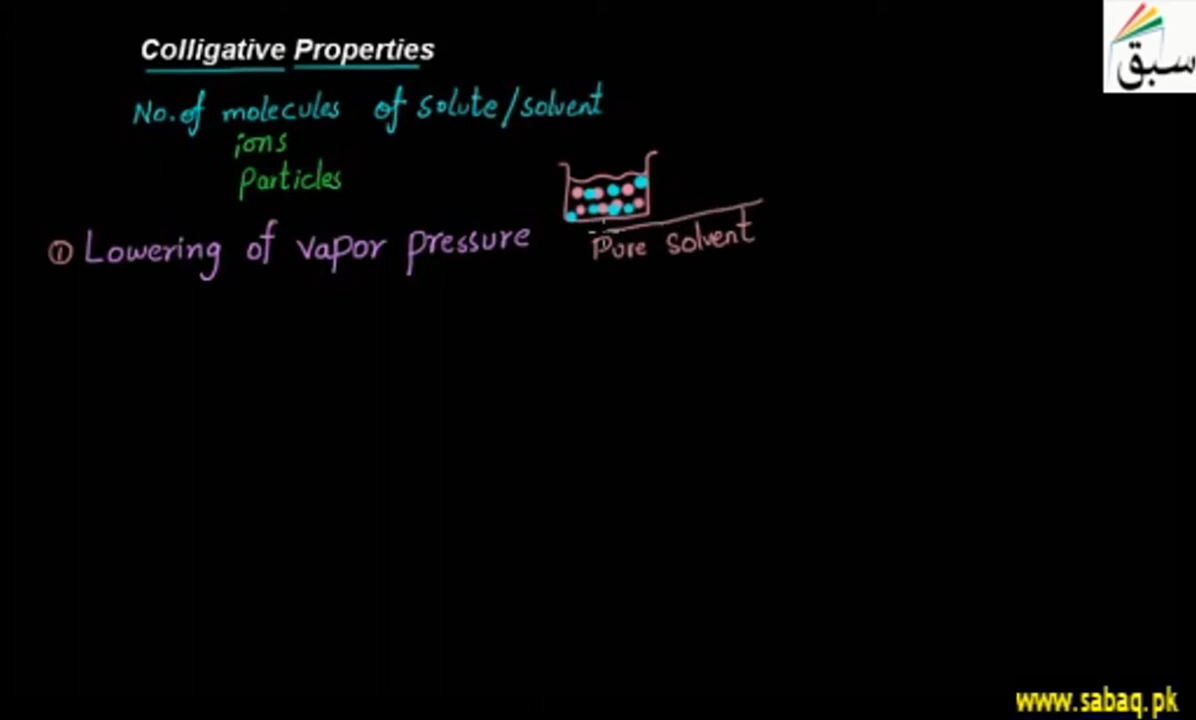 Colligative Properties
No. of molecules of solute/solvent
ions
Particles
① Lowering of vapor pressure
Pure solvent
سبق
www.sabaq.pk